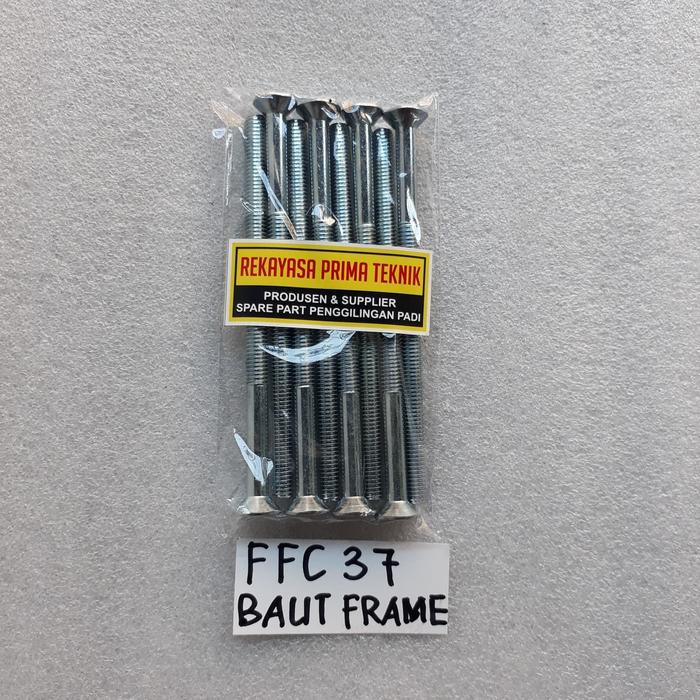 REKAYASA PRIMA TEKNIK
PRODUSEN & SUPPLIER
SPARE PART PENGGILINGAN PADI
FFC 37
BAUT FRAME